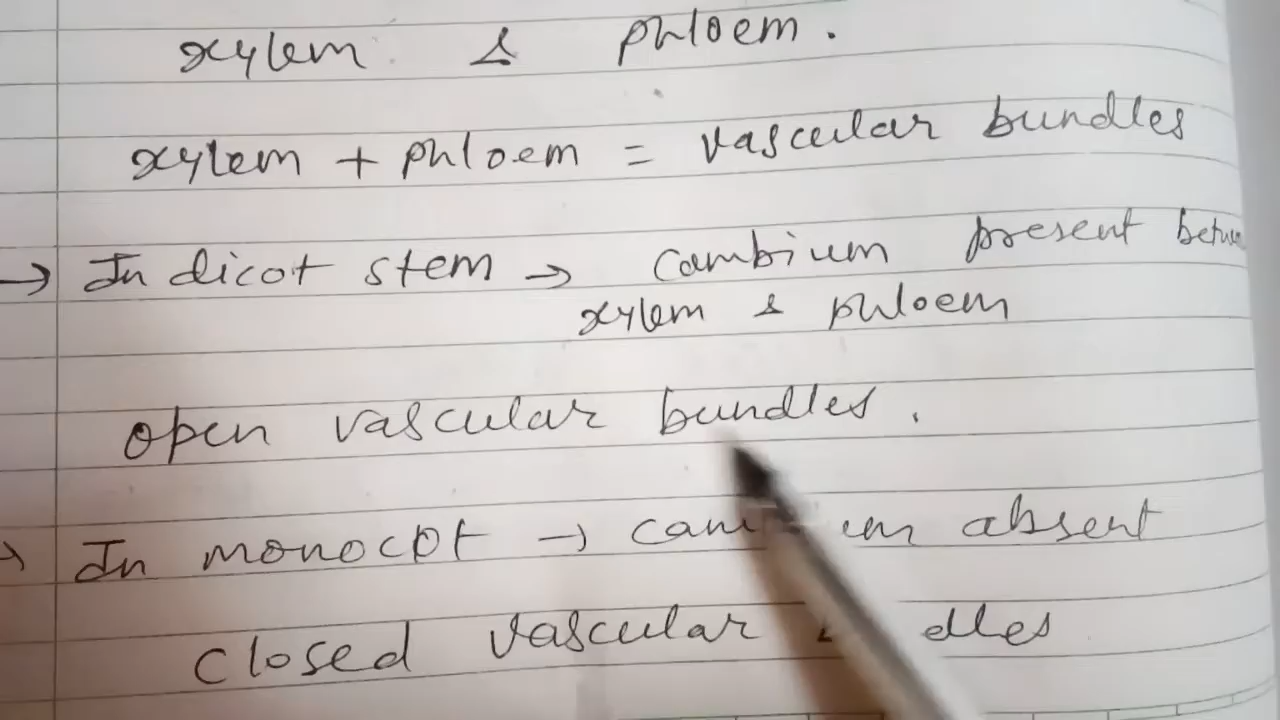 xylem & phloem.
xylem + phloem = vascular bundles
→ In dicot stem → cambium present
xylem & phloem
open vascular bundles.
→ In monocot → absent
closed vascular